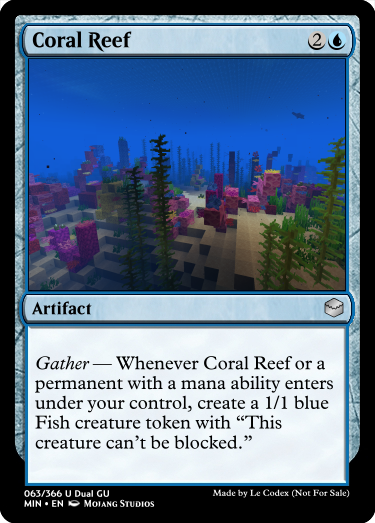 Coral Reef 2
Artifact
Gather — Whenever Coral Reef or a
permanent with a mana ability enters
under your control, create a 1/1 blue
Fish creature token with “This
creature can’t be blocked.”
063/366 U Dual GU
MIN • EN Mojang Studios
Made by Le Codex (Not For Sale)